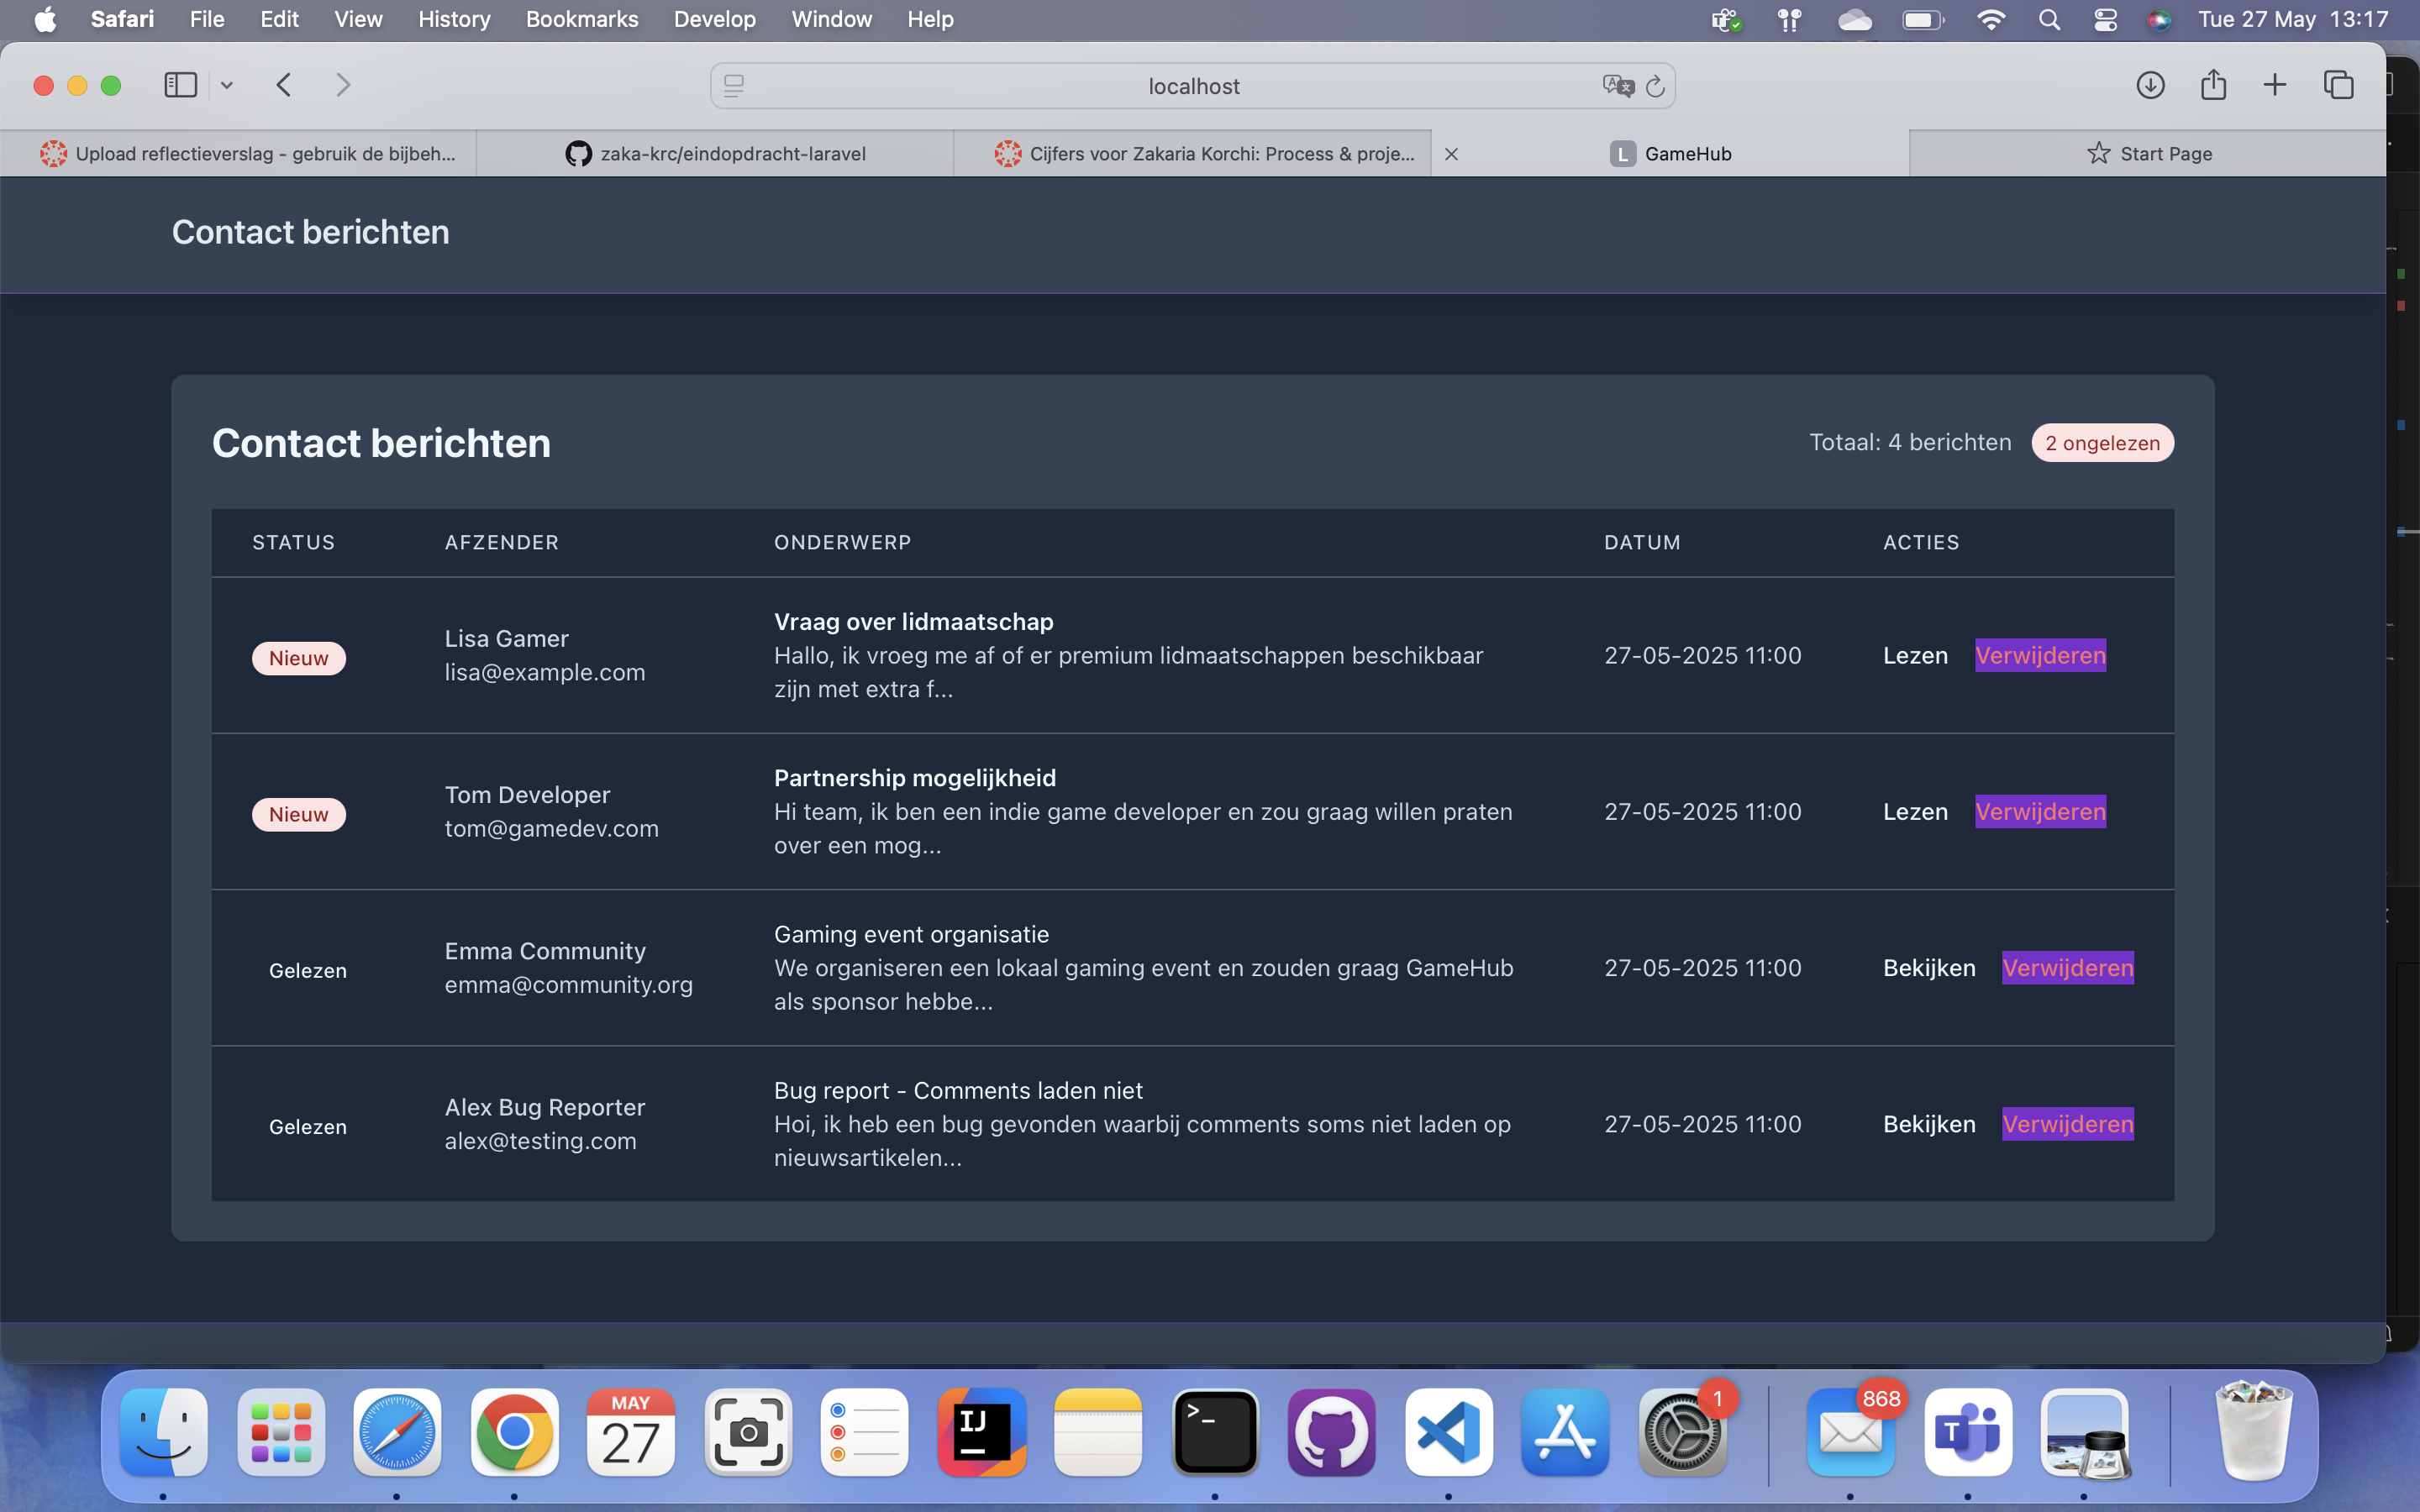 Safari File Edit View History Bookmarks Develop Window Help Tue 27 May 13:17
localhost
Upload reflectieverslag - gebruik de bijbeh... zaka-krc/eindopdracht-laravel Cijfers voor Zakaria Korchi: Process & proje... L GameHub Start Page
Contact berichten
Contact berichten Totaal: 4 berichten 2 ongelezen
STATUS AFZENDER ONDERWERP DATUM ACTIES
Nieuw
Lisa Gamer
lisa@example.com
Vraag over lidmaatschap
Hallo, ik vroeg me af of er premium lidmaatschappen beschikbaar
zijn met extra f...
27-05-2025 11:00
Lezen Verwijderen
Nieuw
Tom Developer
tom@gamedev.com
Partnership mogelijkheid
Hi team, ik ben een indie game developer en zou graag willen praten
over een mog...
27-05-2025 11:00
Lezen Verwijderen
Gelezen
Emma Community
emma@community.org
Gaming event organisatie
We organiseren een lokaal gaming event en zouden graag GameHub
als sponsor hebbe...
27-05-2025 11:00
Bekijken Verwijderen
Gelezen
Alex Bug Reporter
alex@testing.com
Bug report - Comments laden niet
Hoi, ik heb een bug gevonden waarbij comments soms niet laden op
nieuwsartikelen...
27-05-2025 11:00
Bekijken Verwijderen
MAY
27
IJ
>_
1
868
T